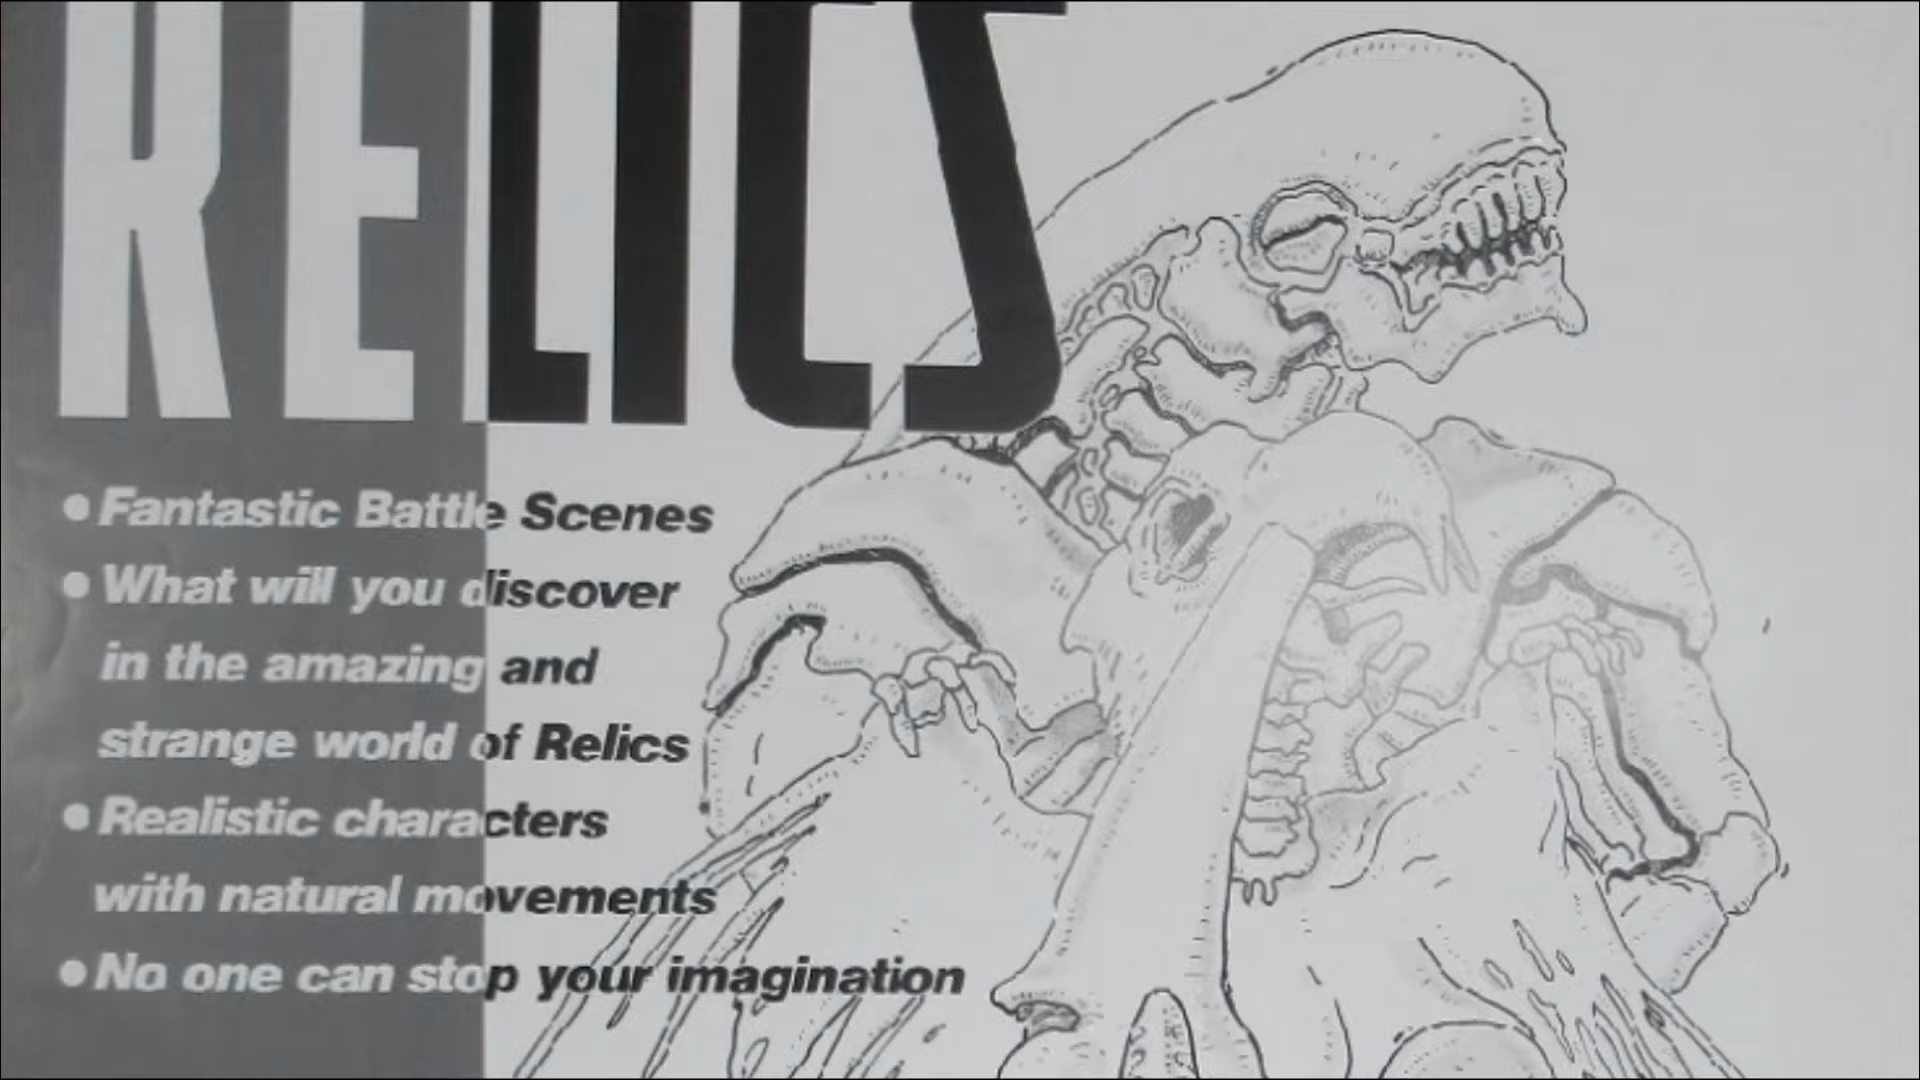 RELICS
• Fantastic Battle Scenes
• What will you discover
in the amazing and
strange world of Relics
• Realistic characters
with natural movements
• No one can stop your imagination